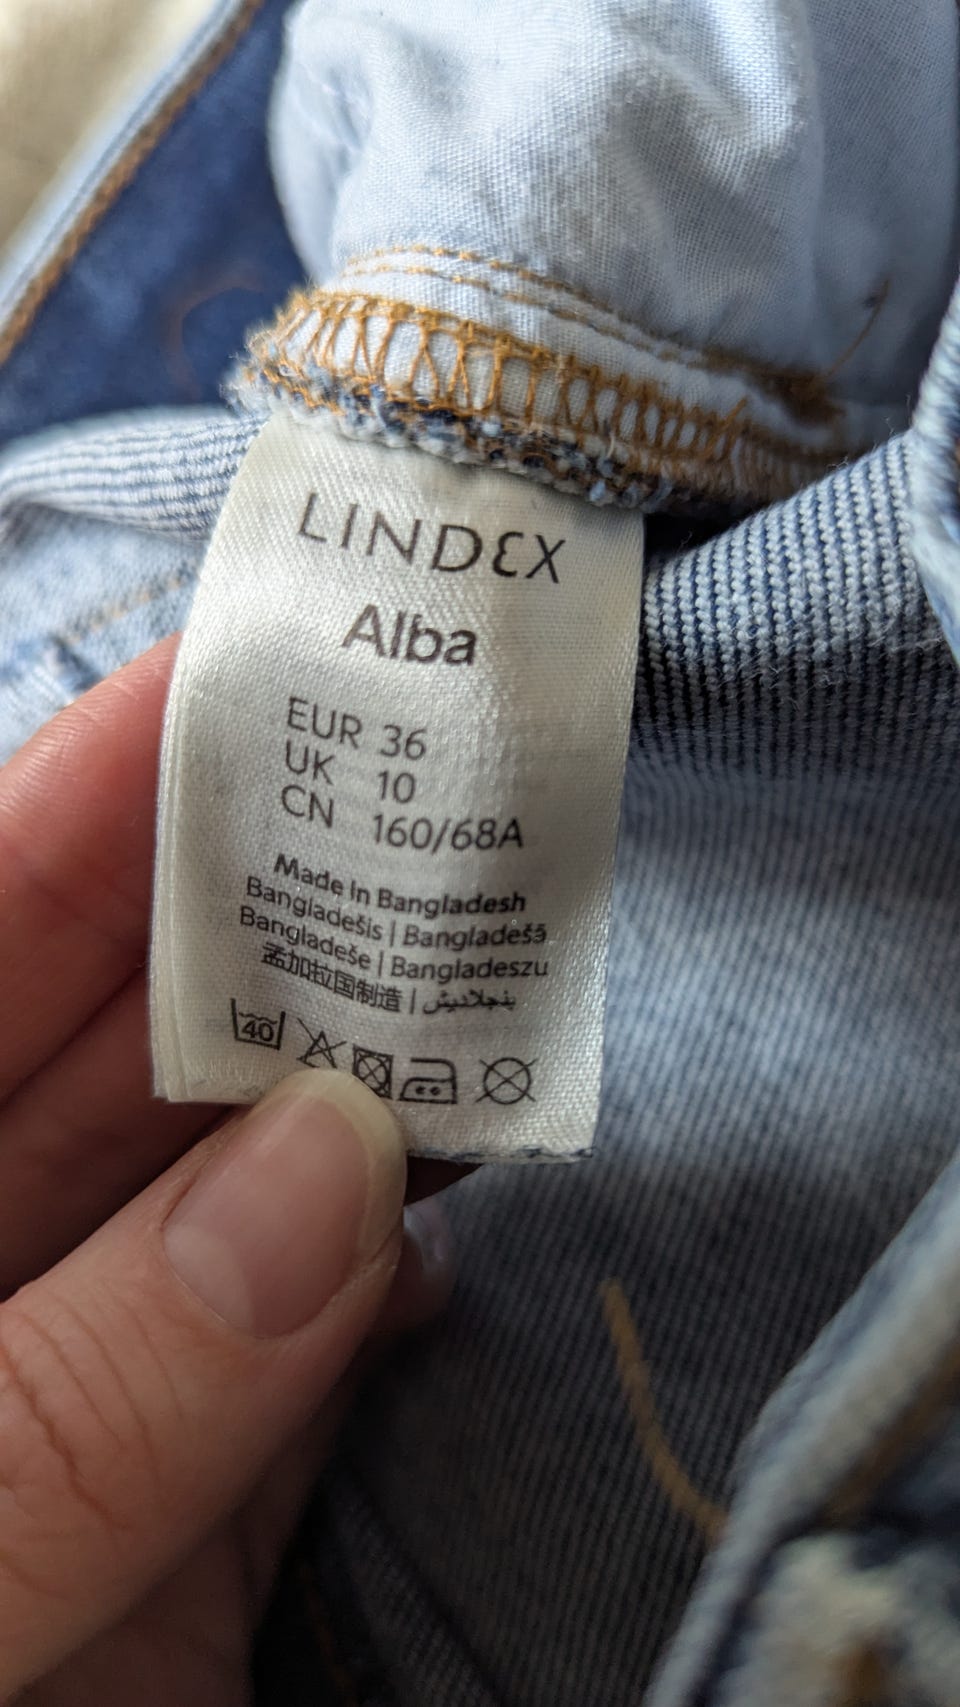 LINDEX
Alba
EUR 36
UK 10
CN 160/68A
Made in Bangladesh
Bangladešis | Bangladešā
Bangladeše | Bangladeszu
孟加拉国制造 | بنجلاديش
40